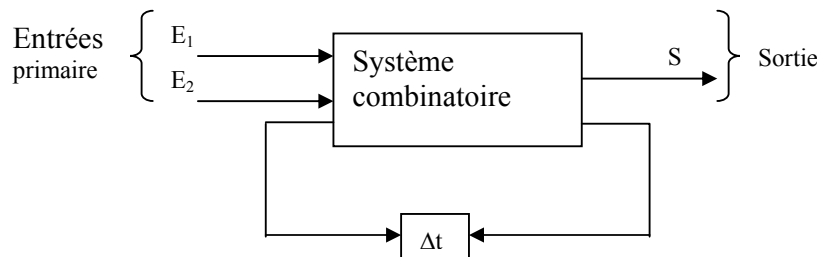 Entrées
primaire
E1
E2
Système
combinatoire
S
Sortie
Δt